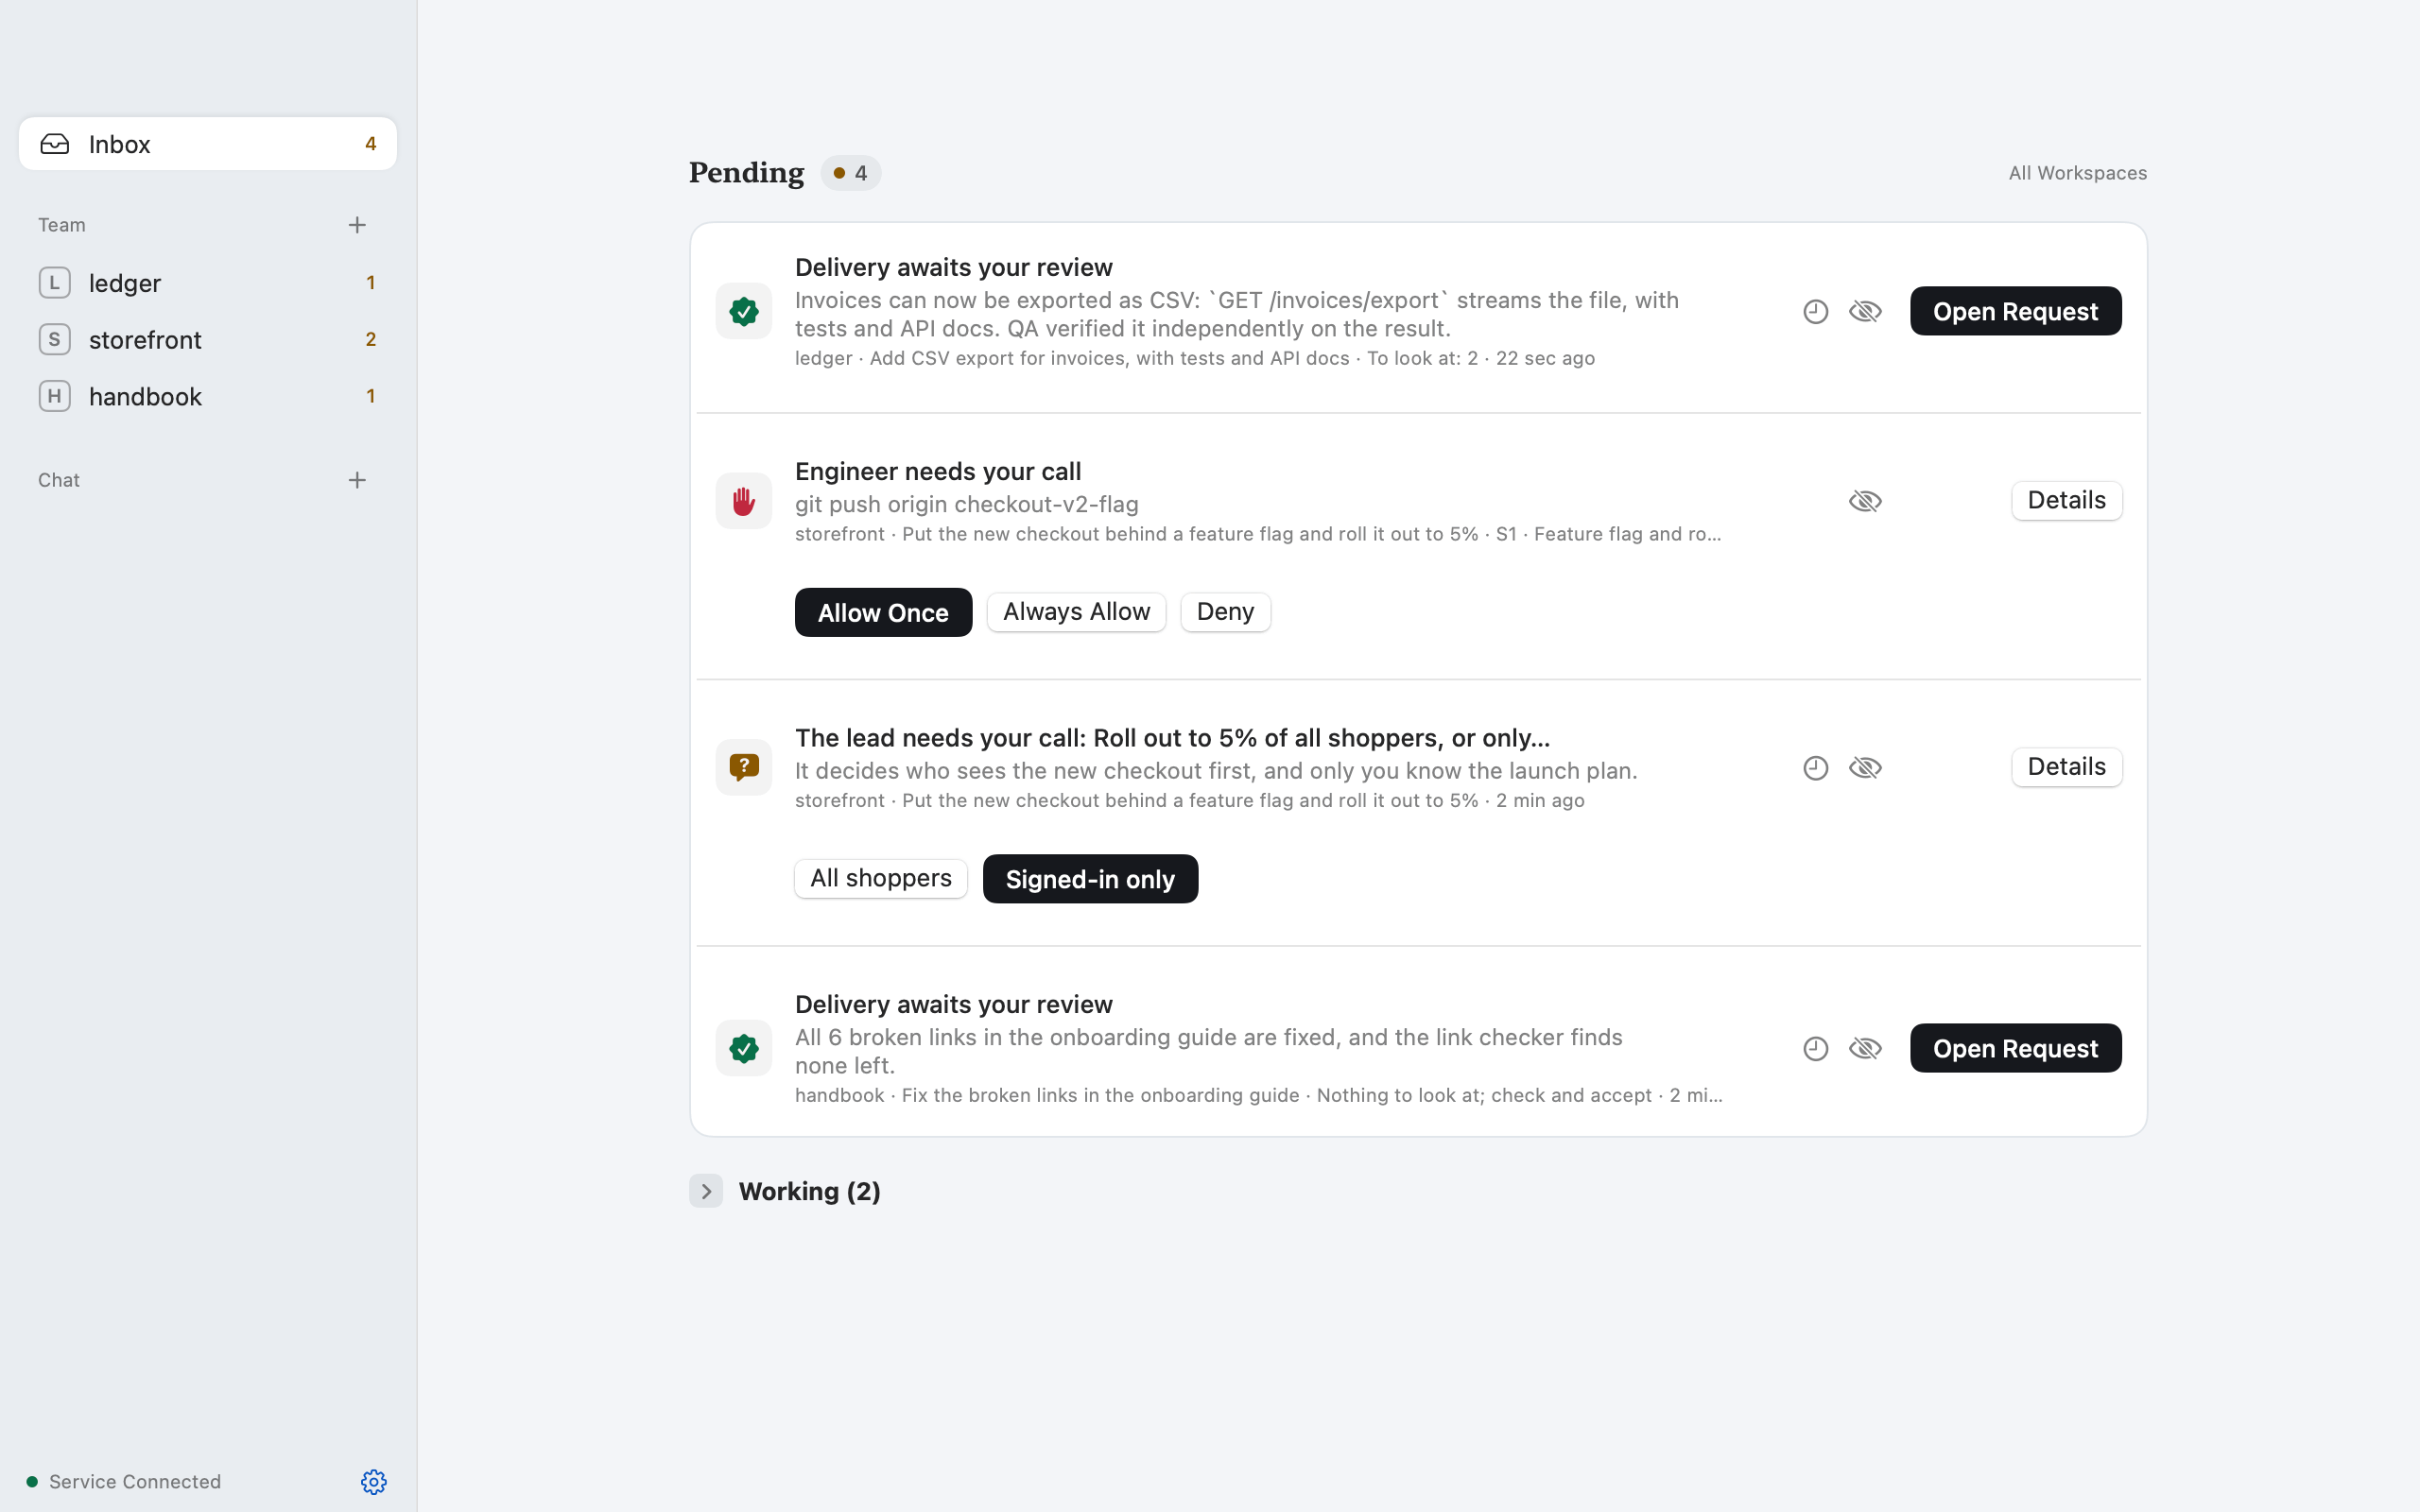 Inbox 4
Team
L ledger 1
S storefront 2
H handbook 1
Chat
Service Connected
Pending 4
All Workspaces
Delivery awaits your review
Invoices can now be exported as CSV: `GET /invoices/export` streams the file, with
tests and API docs. QA verified it independently on the result.
ledger · Add CSV export for invoices, with tests and API docs · To look at: 2 · 22 sec ago
Open Request
Engineer needs your call
git push origin checkout-v2-flag
storefront · Put the new checkout behind a feature flag and roll it out to 5% · S1 · Feature flag and ro...
Details
Allow Once
Always Allow
Deny
The lead needs your call: Roll out to 5% of all shoppers, or only...
It decides who sees the new checkout first, and only you know the launch plan.
storefront · Put the new checkout behind a feature flag and roll it out to 5% · 2 min ago
Details
All shoppers
Signed-in only
Delivery awaits your review
All 6 broken links in the onboarding guide are fixed, and the link checker finds
none left.
handbook · Fix the broken links in the onboarding guide · Nothing to look at; check and accept · 2 mi...
Open Request
Working (2)